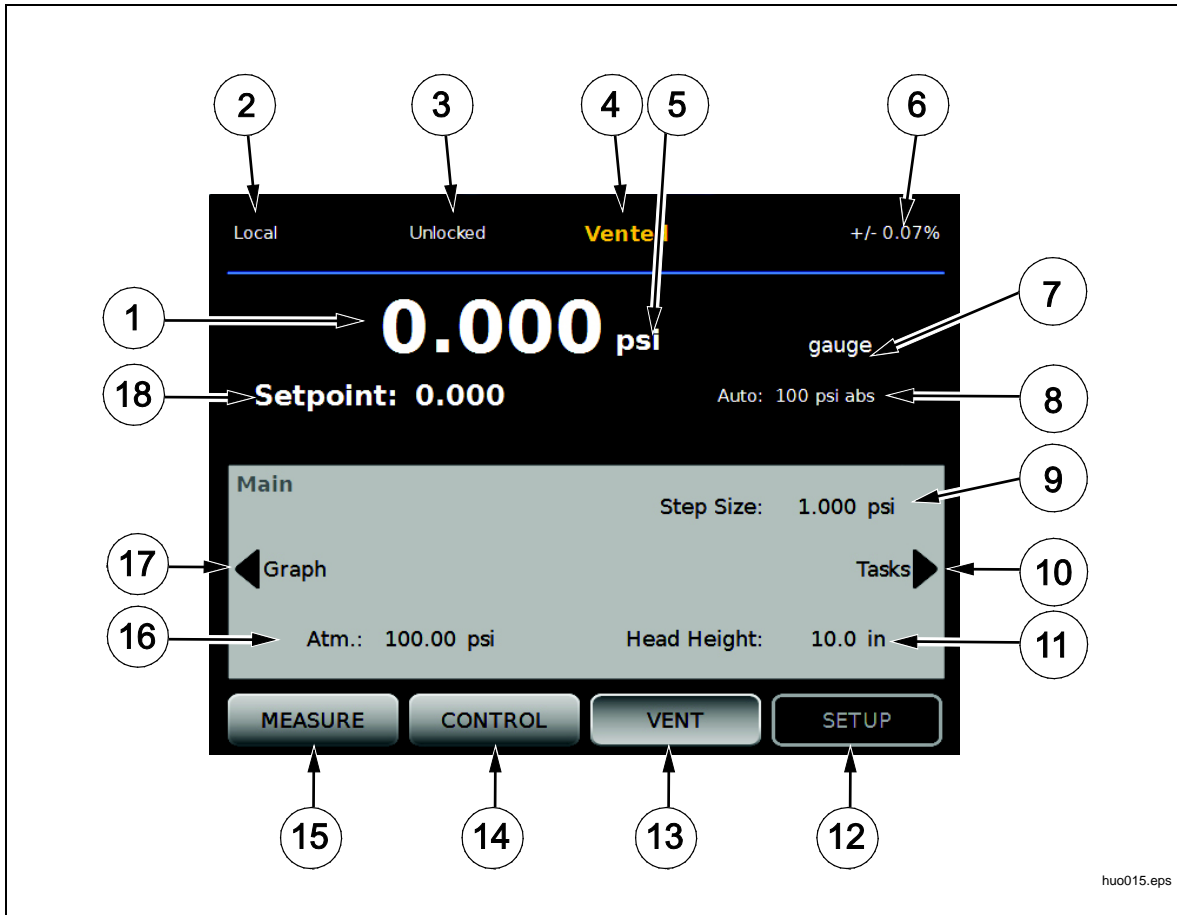 2 3 4 5 6
Local Unlocked Vented +/- 0.07%
1 0.000 psi gauge 7
18 Setpoint: 0.000 Auto: 100 psi abs 8
Main
Step Size: 1.000 psi 9
17 Graph Tasks 10
16 Atm.: 100.00 psi Head Height: 10.0 in 11
MEASURE CONTROL VENT SETUP
15 14 13 12
huo015.eps